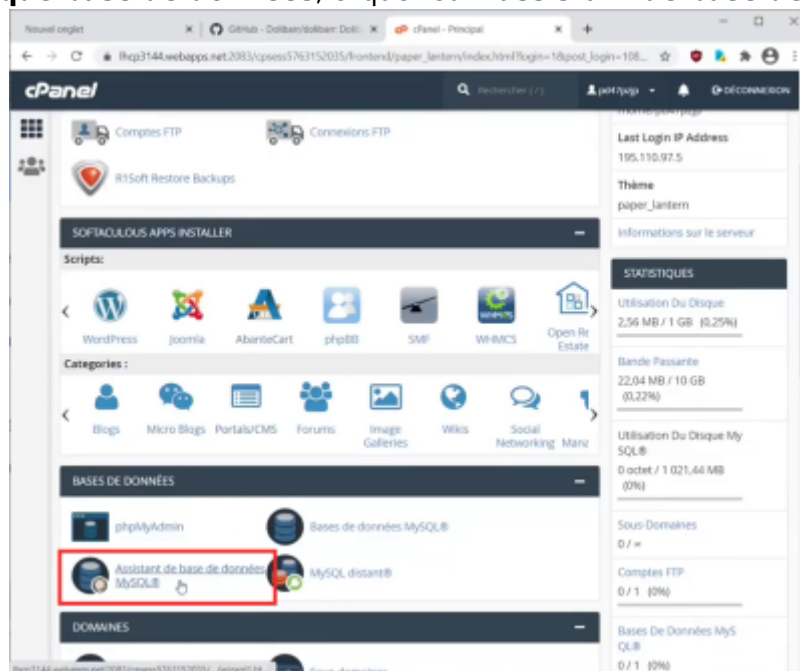 Nouvel onglet
GitHub - Dolibarr/dolibarr: Doli
cPanel - Principal
cPanel
Rechercher ( / )
DÉCONNEXION
Comptes FTP
Connexions FTP
R1Soft Restore Backups
SOFTACULOUS APPS INSTALLER
Scripts:
WordPress
Joomla
AbanteCart
phpBB
SMF
WHMCS
Open Re
Estate
Categories :
Blogs
Micro Blogs
Portals/CMS
Forums
Image
Galleries
Wikis
Social
Networking
Mana
BASES DE DONNÉES
phpMyAdmin
Bases de données MySQL®
Assistant de base de données
MySQL®
MySQL distant®
DOMAINES
Sous-domaines
Last Login IP Address
195.110.97.5
Thème
paper_lantern
Informations sur le serveur
STATISTIQUES
Utilisation Du Disque
2,56 MB / 1 GB (0,25%)
Bande Passante
22,04 MB / 10 GB
(0,22%)
Utilisation Du Disque My
SQL®
0 octet / 1 021,44 MB
(0%)
Sous-Domaines
0 / ∞
Comptes FTP
0 / 1 (0%)
Bases De Données MyS
QL®
0 / 1 (0%)